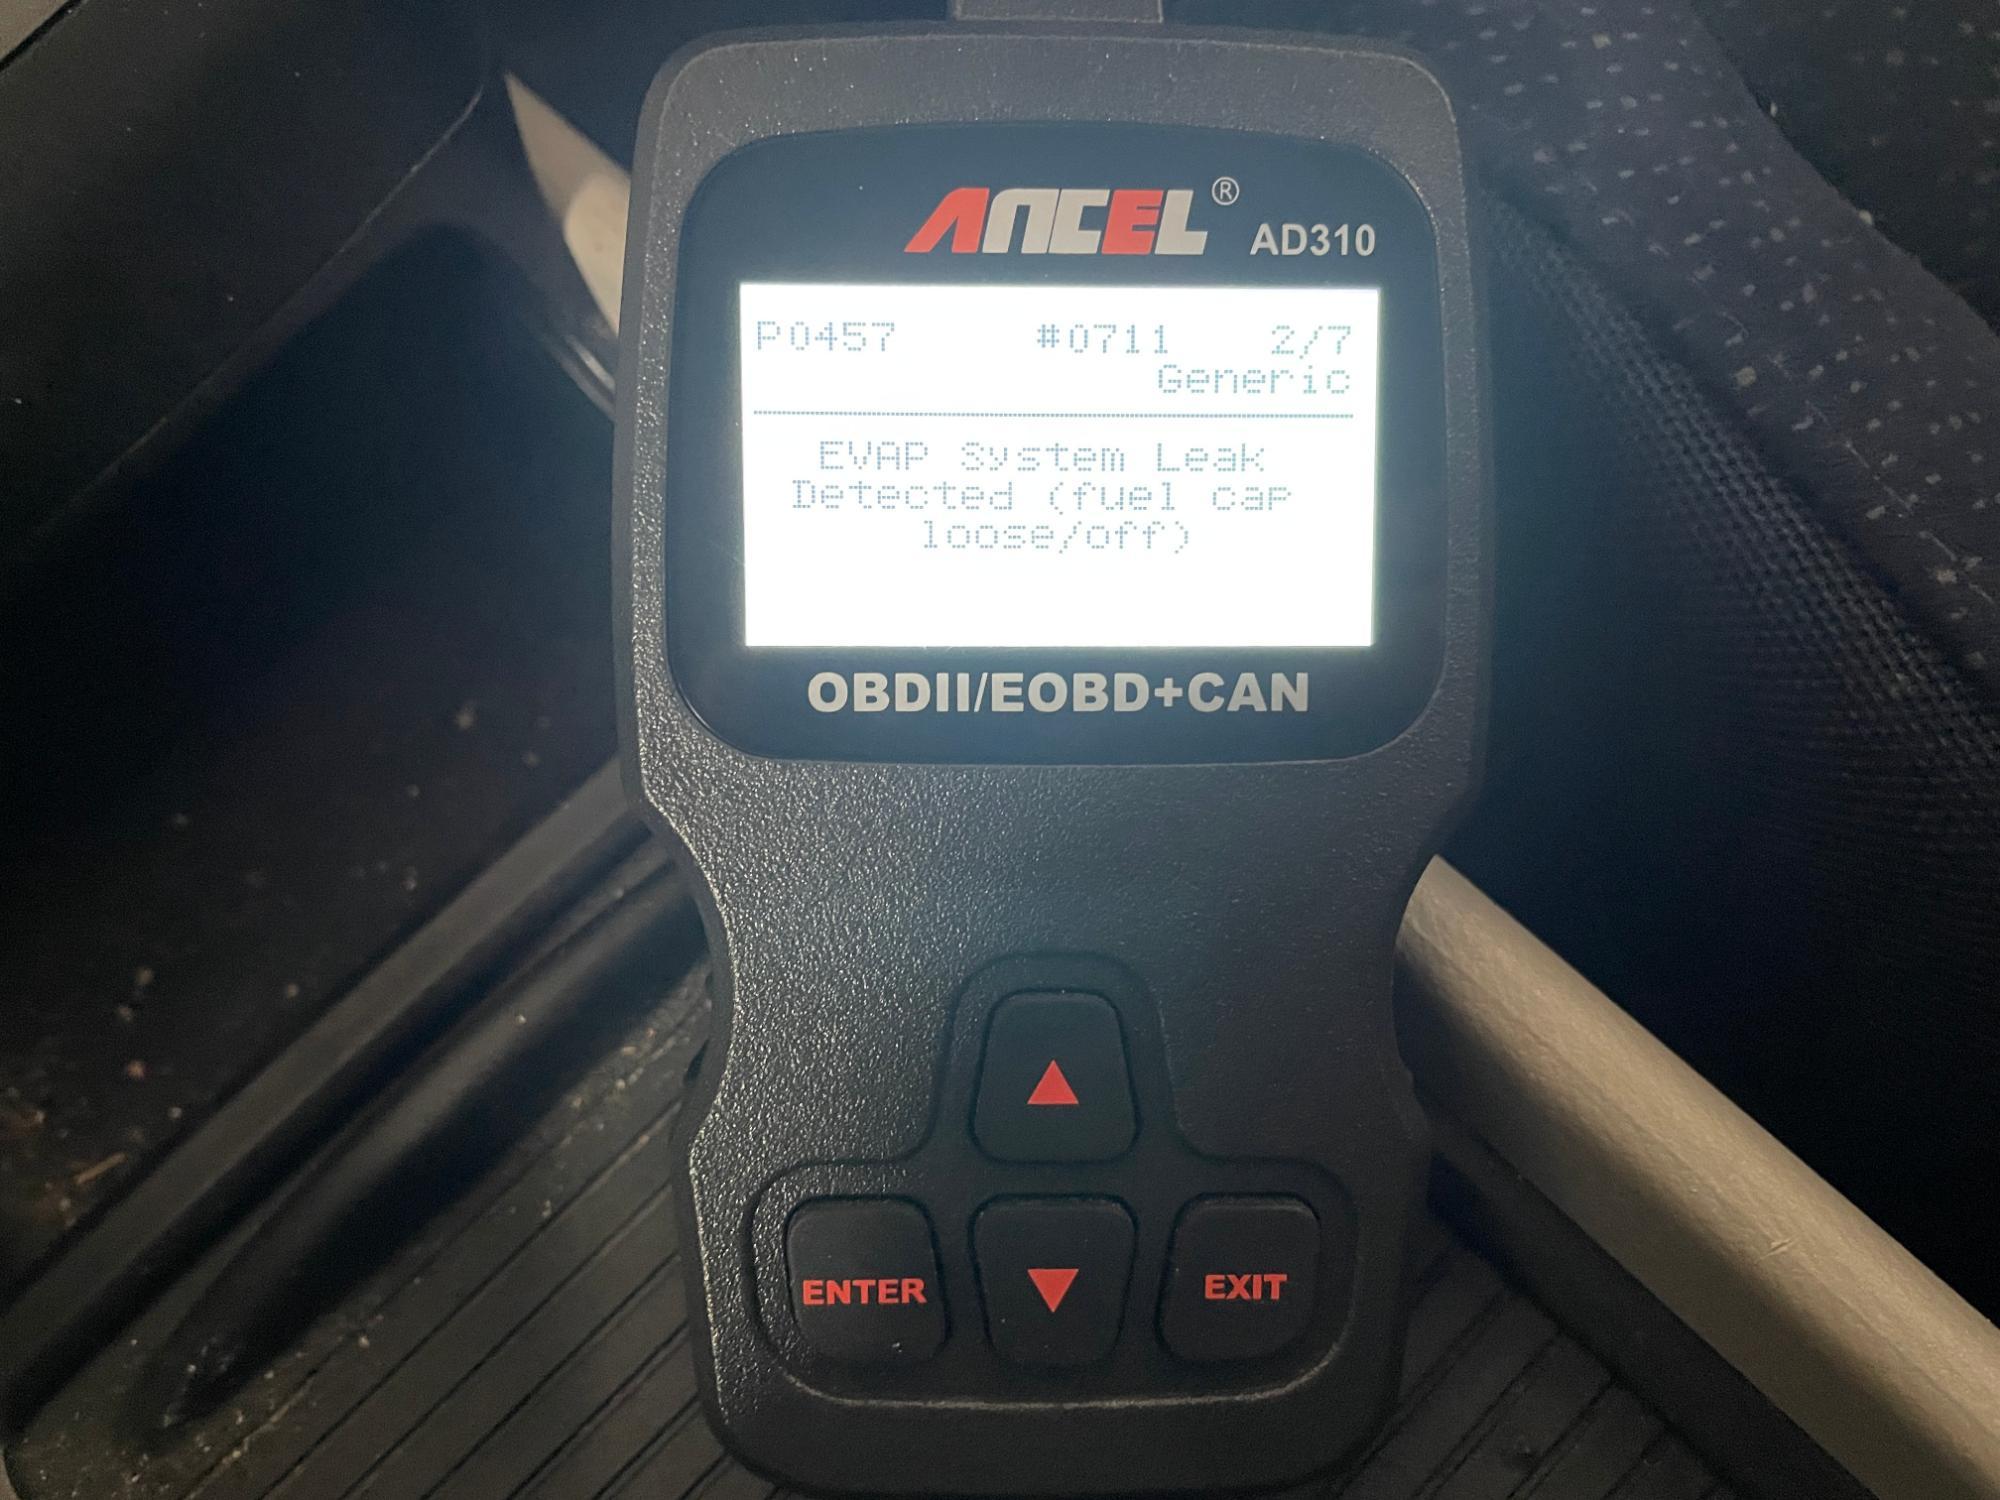 ANCEL® AD310
P0457 #0711 2/7
Generic
EVAP System Leak
Detected (fuel cap
loose/off)
OBDII/EOBD+CAN
▲
ENTER ▼ EXIT